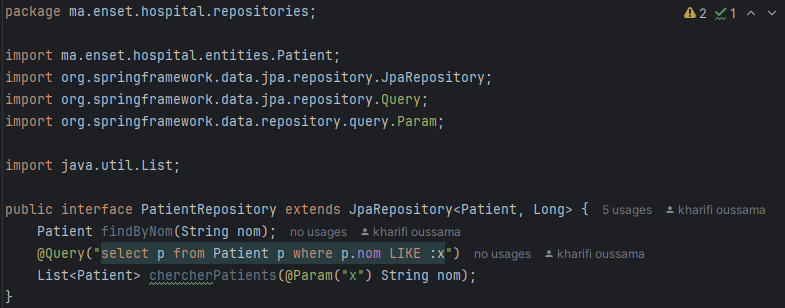 package ma.enset.hospital.repositories;
2 1
import ma.enset.hospital.entities.Patient;
import org.springframework.data.jpa.repository.JpaRepository;
import org.springframework.data.jpa.repository.Query;
import org.springframework.data.repository.query.Param;
import java.util.List;
public interface PatientRepository extends JpaRepository<Patient, Long> { 5 usages kharifi oussama
Patient findByNom(String nom); no usages kharifi oussama
@Query("select p from Patient p where p.nom LIKE :x") no usages kharifi oussama
List<Patient> chercherPatients(@Param("x") String nom);
}